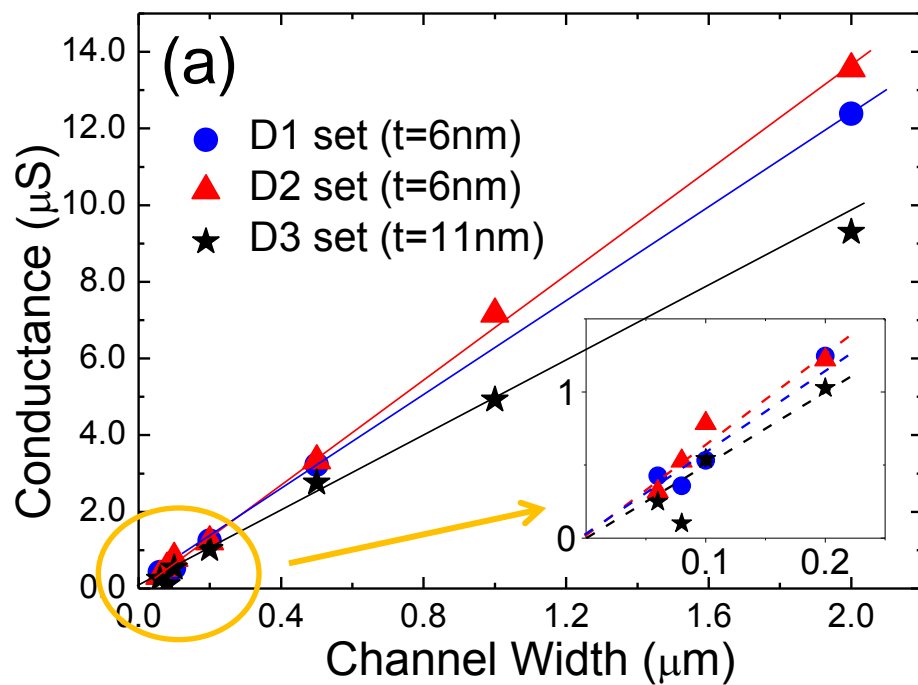 (a)
D1 set (t=6nm)
D2 set (t=6nm)
D3 set (t=11nm)
Conductance (μS)
14.0
12.0
10.0
8.0
6.0
4.0
2.0
0.0
0.0 0.4 0.8 1.2 1.6 2.0
Channel Width (μm)
1
0
0.1 0.2